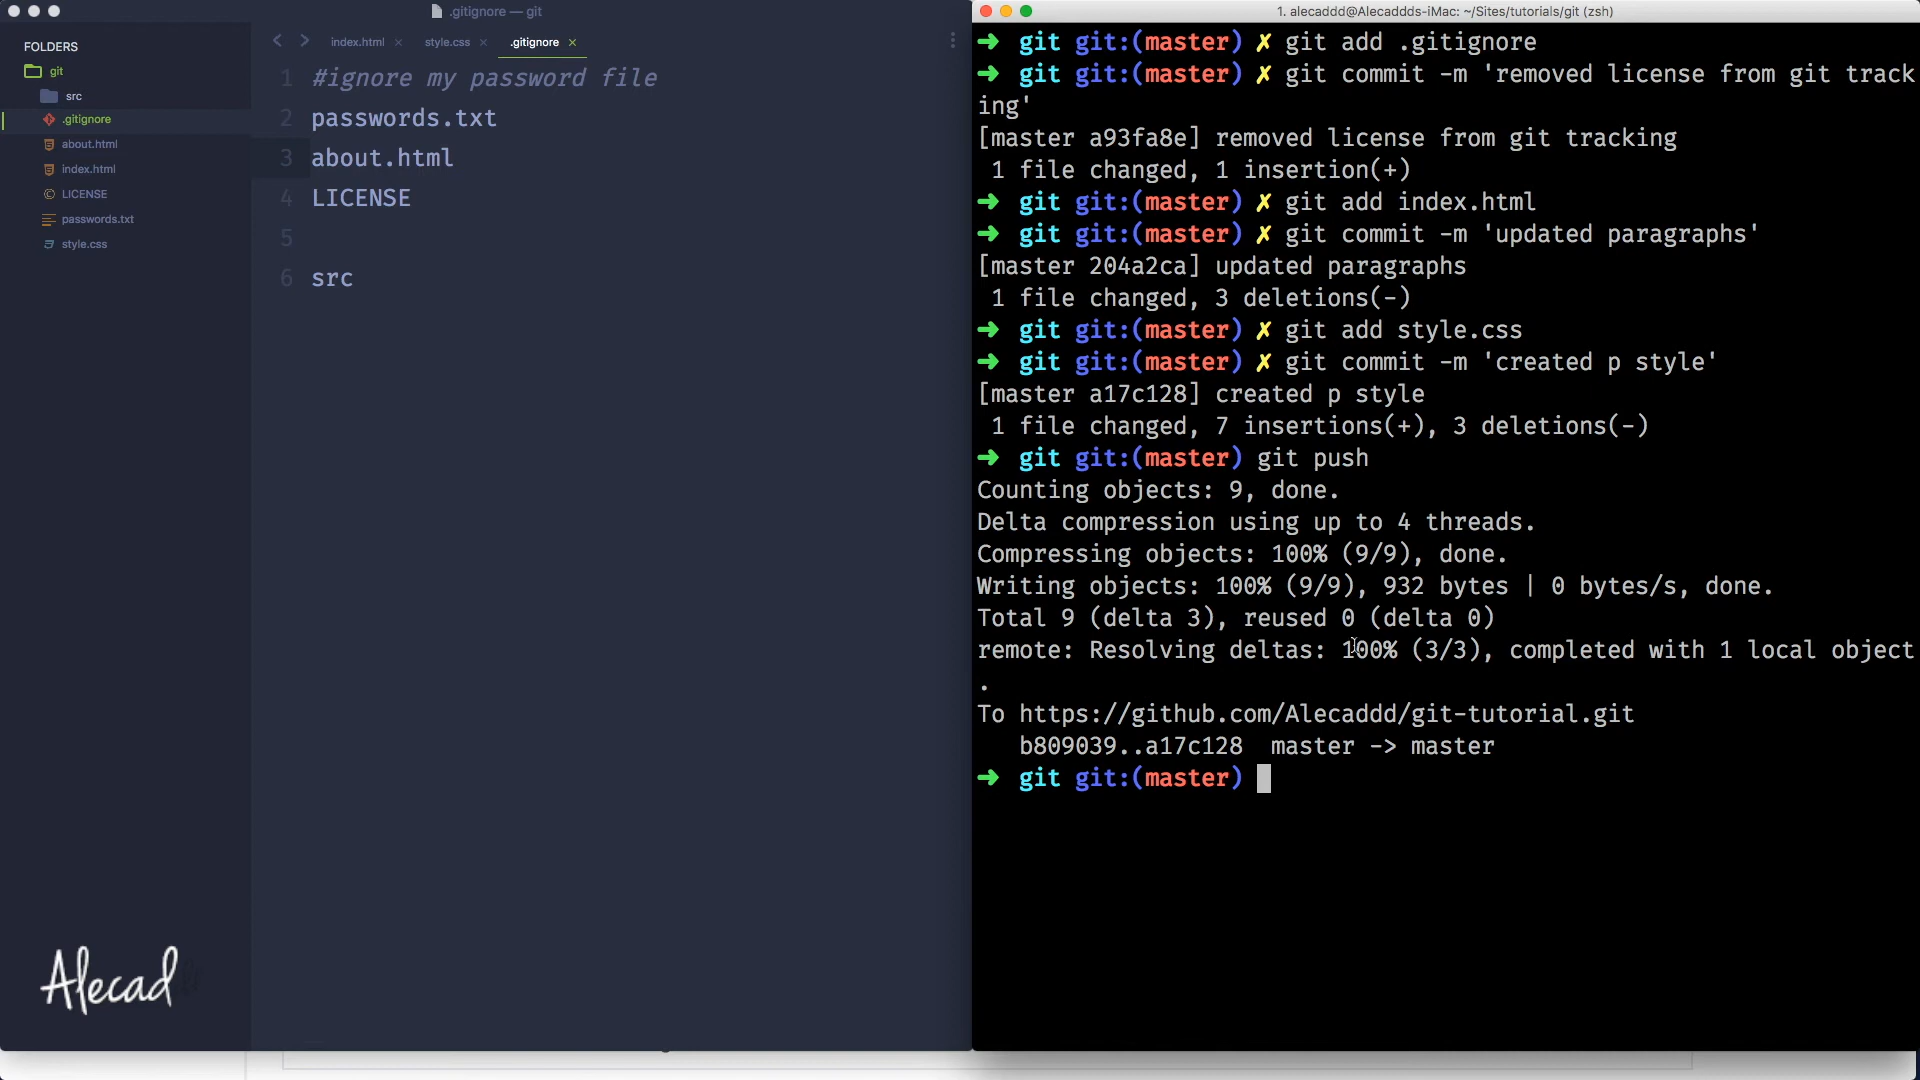 .gitignore — git
FOLDERS
git
src
.gitignore
about.html
index.html
LICENSE
passwords.txt
style.css
index.html × style.css × .gitignore ×
1 #ignore my password file
2 passwords.txt
3 about.html
4 LICENSE
5
6 src
Alecad
1. alecaddd@Alecaddds-iMac: ~/Sites/tutorials/git (zsh)
➜ git git:(master) ✗ git add .gitignore
➜ git git:(master) ✗ git commit -m 'removed license from git track
ing'
[master a93fa8e] removed license from git tracking
1 file changed, 1 insertion(+)
➜ git git:(master) ✗ git add index.html
➜ git git:(master) ✗ git commit -m 'updated paragraphs'
[master 204a2ca] updated paragraphs
1 file changed, 3 deletions(-)
➜ git git:(master) ✗ git add style.css
➜ git git:(master) ✗ git commit -m 'created p style'
[master a17c128] created p style
1 file changed, 7 insertions(+), 3 deletions(-)
➜ git git:(master) git push
Counting objects: 9, done.
Delta compression using up to 4 threads.
Compressing objects: 100% (9/9), done.
Writing objects: 100% (9/9), 932 bytes | 0 bytes/s, done.
Total 9 (delta 3), reused 0 (delta 0)
remote: Resolving deltas: 100% (3/3), completed with 1 local object
.
To https://github.com/Alecaddd/git-tutorial.git
b809039..a17c128 master -> master
➜ git git:(master)